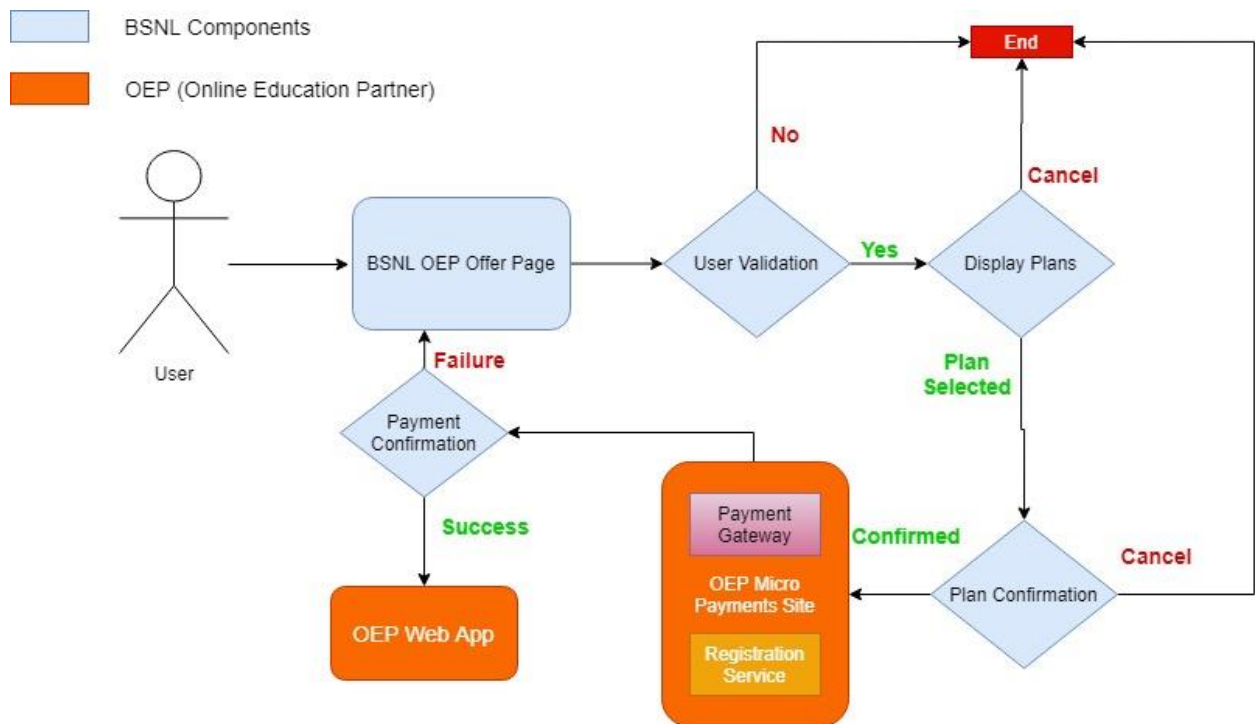 BSNL Components
OEP (Online Education Partner)
End
No
Cancel
User
BSNL OEP Offer Page
User Validation
Yes
Display Plans
Failure
Plan
Selected
Payment
Confirmation
Success
Payment
Gateway
OEP Micro
Payments Site
Registration
Service
Confirmed
Plan Confirmation
Cancel
OEP Web App